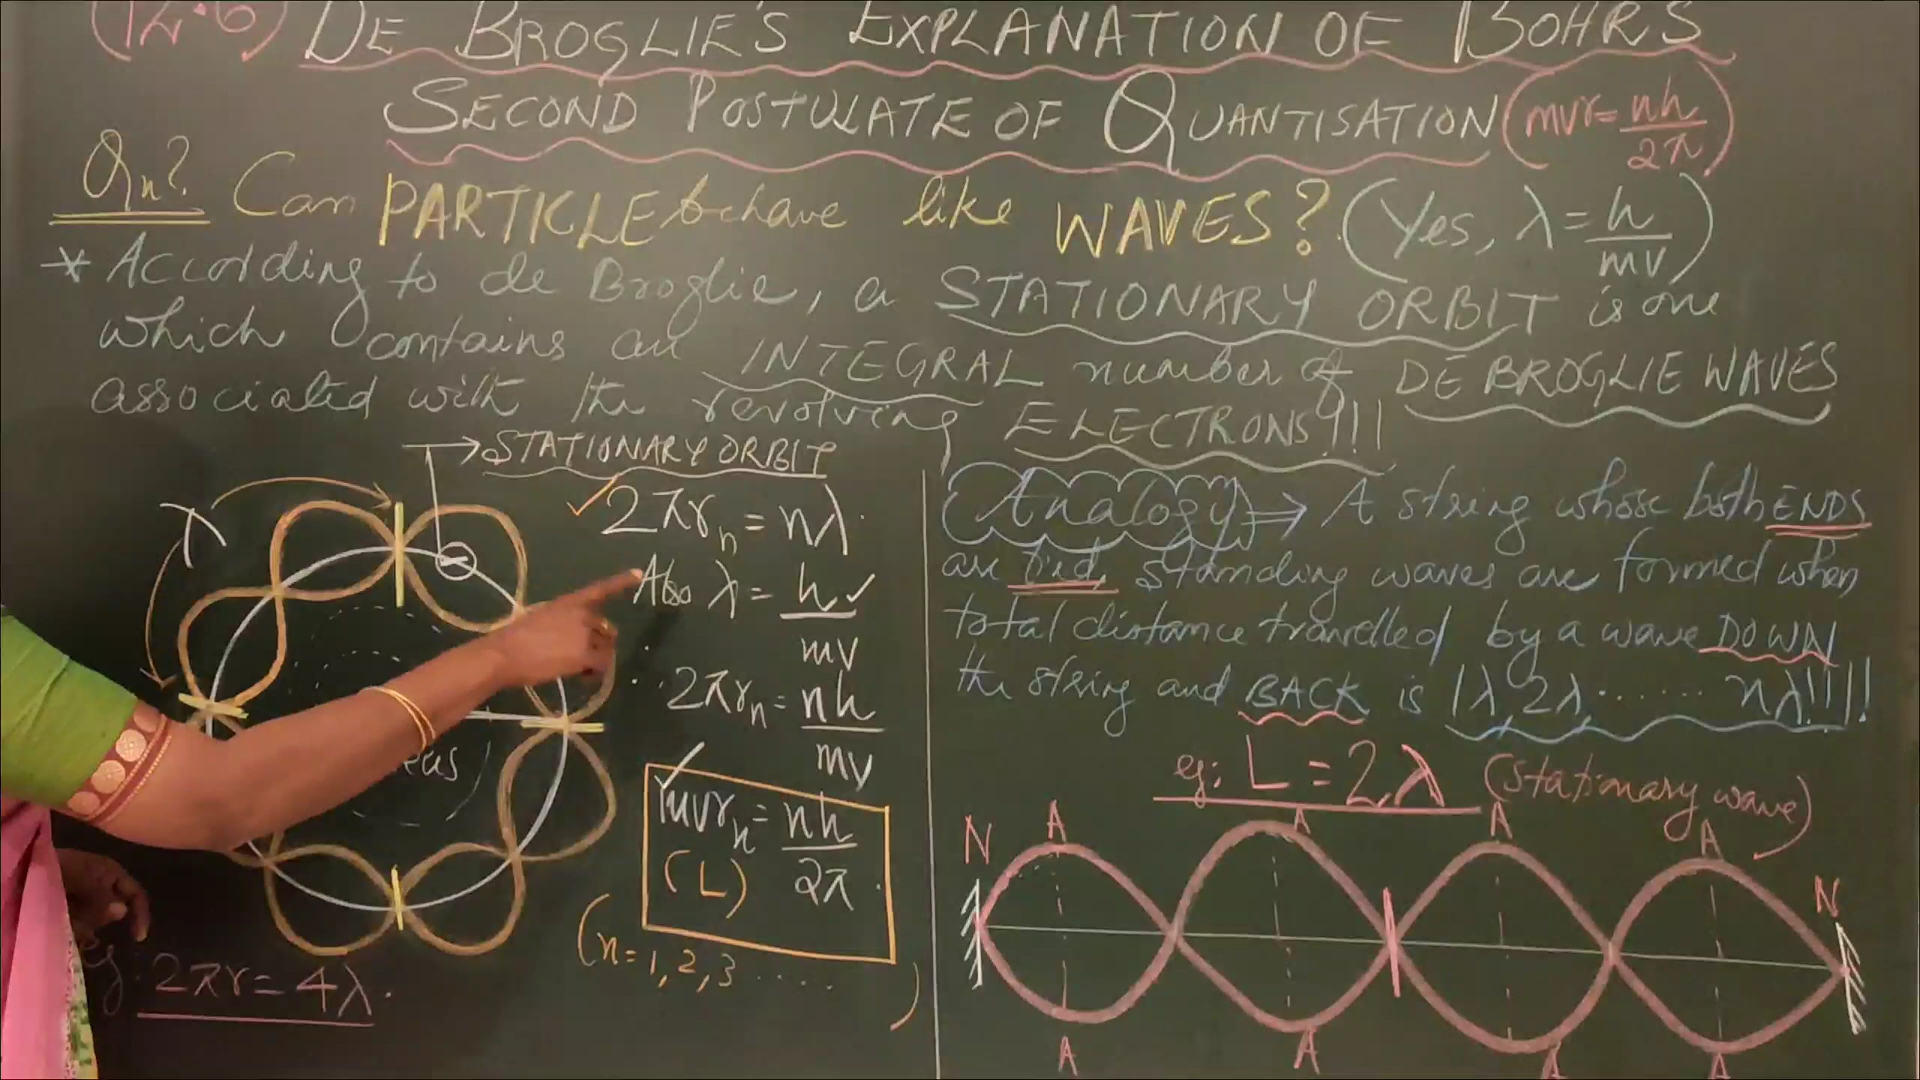 (12.6) DE BROGLIE'S EXPLANATION OF BOHR'S
SECOND POSTULATE OF QUANTISATION (mvr = nh/2π)
Qn? Can PARTICLE behave like WAVES? (Yes, λ = h/mv)
* According to de Broglie, a STATIONARY ORBIT is one
which contains an INTEGRAL number of DE BROGLIE WAVES
associated with the revolving ELECTRONS!!!
→ STATIONARY ORBIT
λ
✓ 2πrn = nλ.
Also λ = h/mv ✓
∴ 2πrn = nh/mv
✓ mvrn = nh/2π.
(L)
(n = 1, 2, 3 ....)
eus
eg. 2πr = 4λ.
Analogy ⇒ A string whose both ENDS
are tied, standing waves are formed when
total distance travelled by a wave DOWN
the string and BACK is 1λ, 2λ....... nλ!!!!!
eg: L = 2λ (Stationary wave)
N A A A A N
A A A A